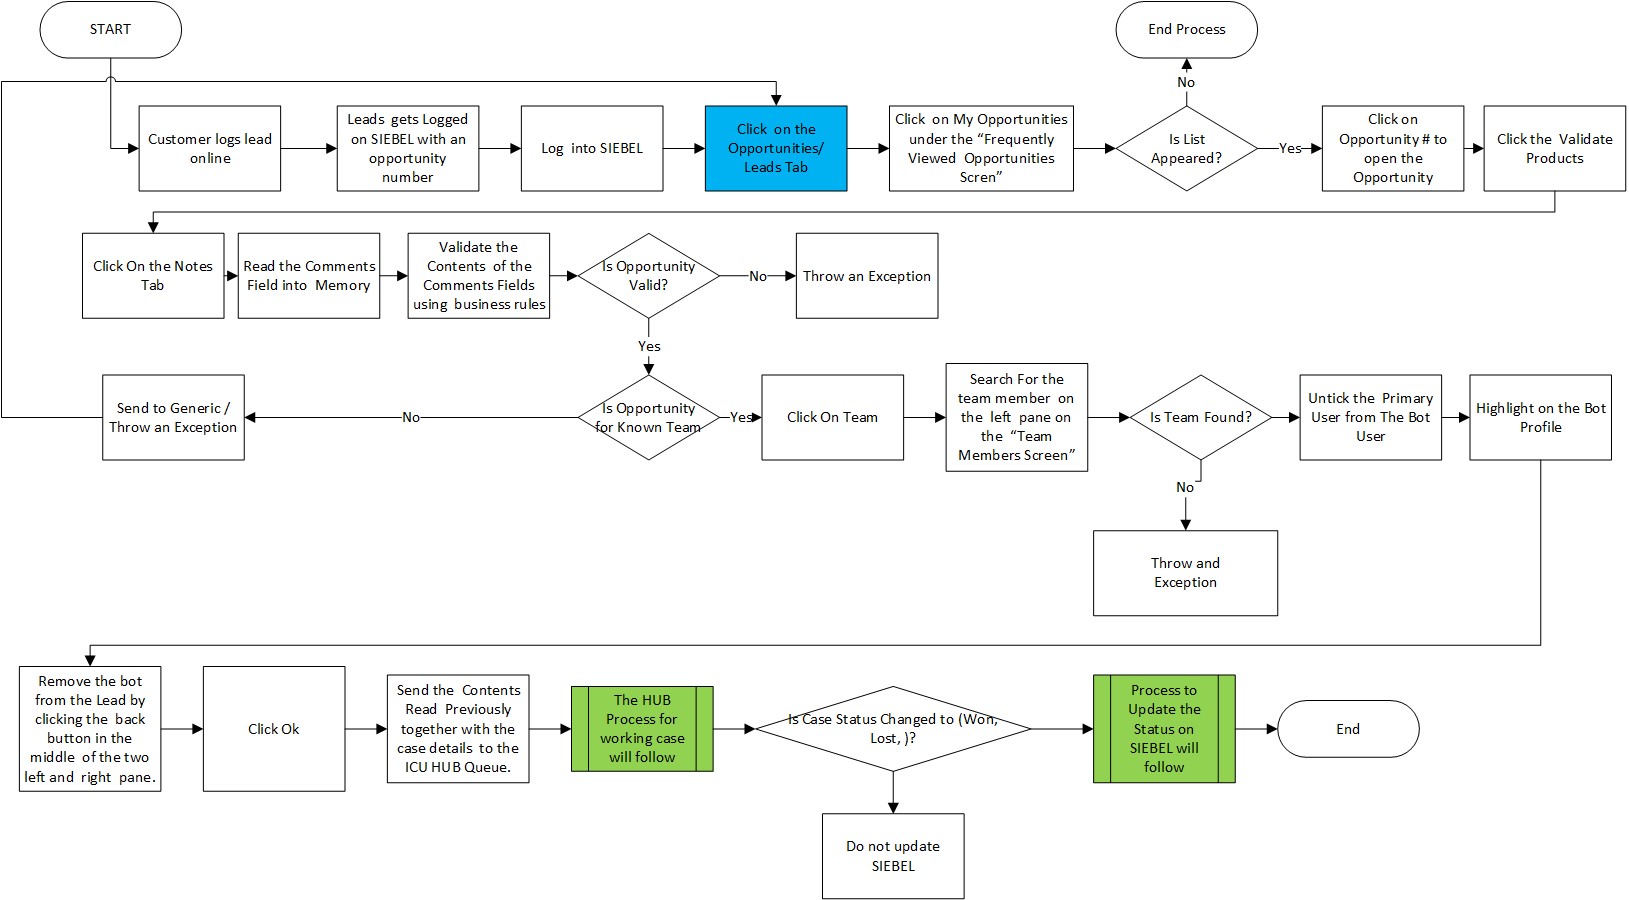 START
End Process
No
Customer logs lead
online
Leads gets Logged
on SIEBEL with an
opportunity
number
Log into SIEBEL
Click on the
Opportunities/
Leads Tab
Click on My Opportunities
under the “Frequently
Viewed Opportunities
Scren”
Is List
Appeared?
Yes
Click on
Opportunity # to
open the
Opportunity
Click the Validate
Products
Click On the Notes
Tab
Read the Comments
Field into Memory
Validate the
Contents of the
Comments Fields
using business rules
Is Opportunity
Valid?
No
Throw an Exception
Yes
Send to Generic /
Throw an Exception
No
Is Opportunity
for Known Team
Yes
Click On Team
Search For the
team member on
the left pane on
the “Team
Members Screen”
Is Team Found?
Untick the Primary
User from The Bot
User
Highlight on the Bot
Profile
No
Throw and
Exception
Remove the bot
from the Lead by
clicking the back
button in the
middle of the two
left and right pane.
Click Ok
Send the Contents
Read Previously
together with the
case details to the
ICU HUB Queue.
The HUB
Process for
working case
will follow
Is Case Status Changed to (Won,
Lost, )?
Process to
Update the
Status on
SIEBEL will
follow
End
Do not update
SIEBEL